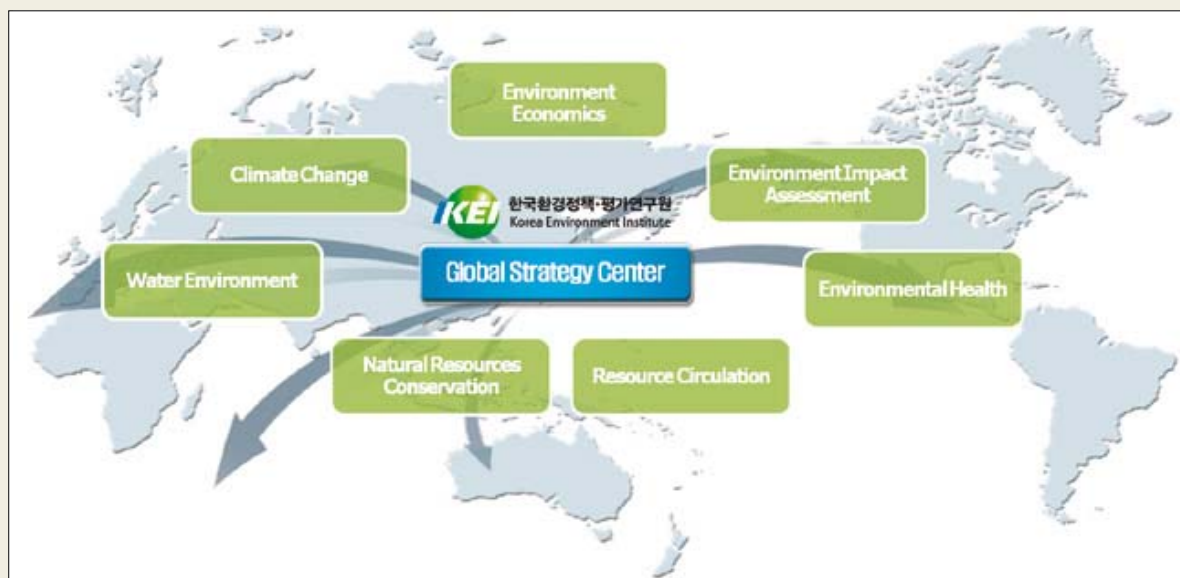 Environment
Economics
Climate Change
Environment Impact
Assessment
KEI
한국환경정책·평가연구원
Korea Environment Institute
Global Strategy Center
Water Environment
Environmental Health
Natural Resources
Conservation
Resource Circulation